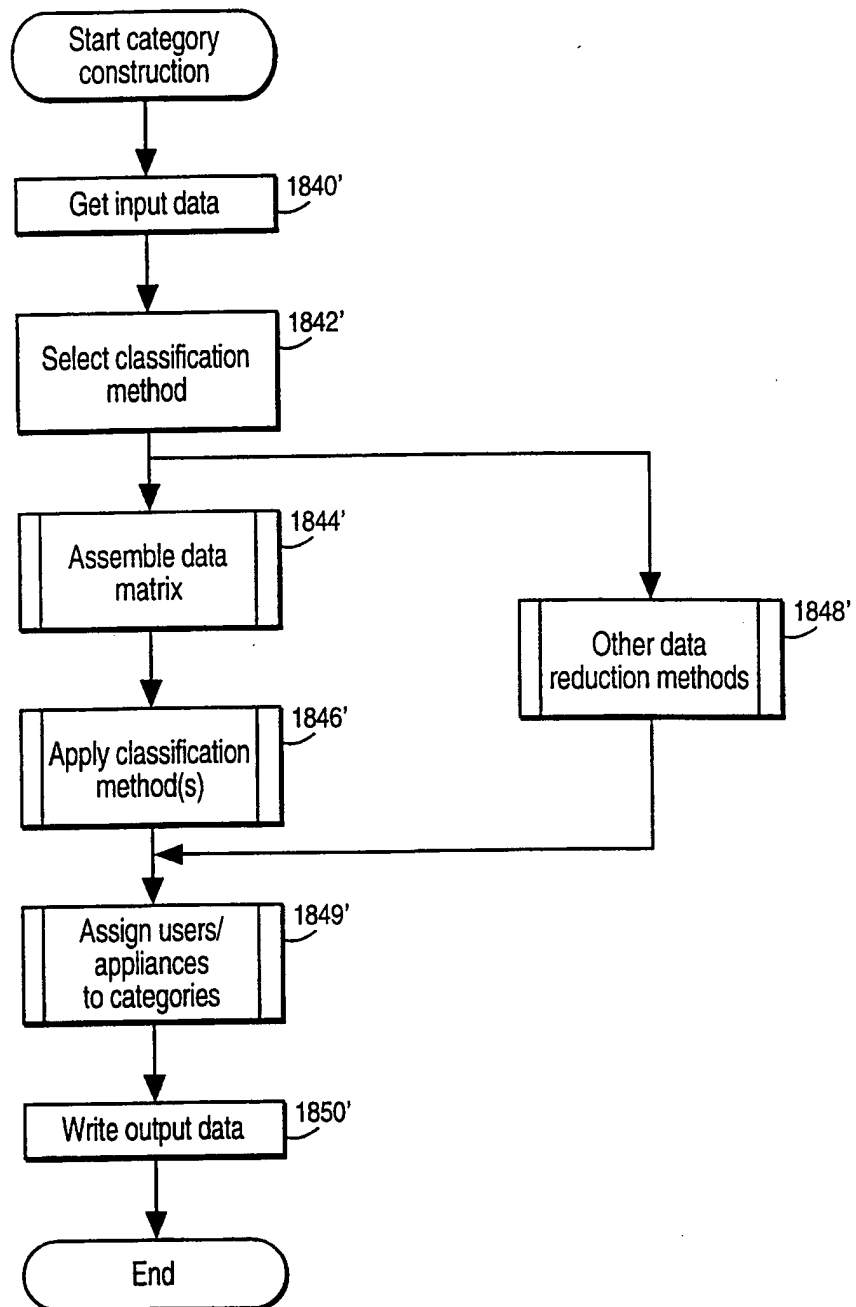 Start category
construction
Get input data
1840'
Select classification
method
1842'
Assemble data
matrix
1844'
Other data
reduction methods
1848'
Apply classification
method(s)
1846'
Assign users/
appliances
to categories
1849'
Write output data
1850'
End